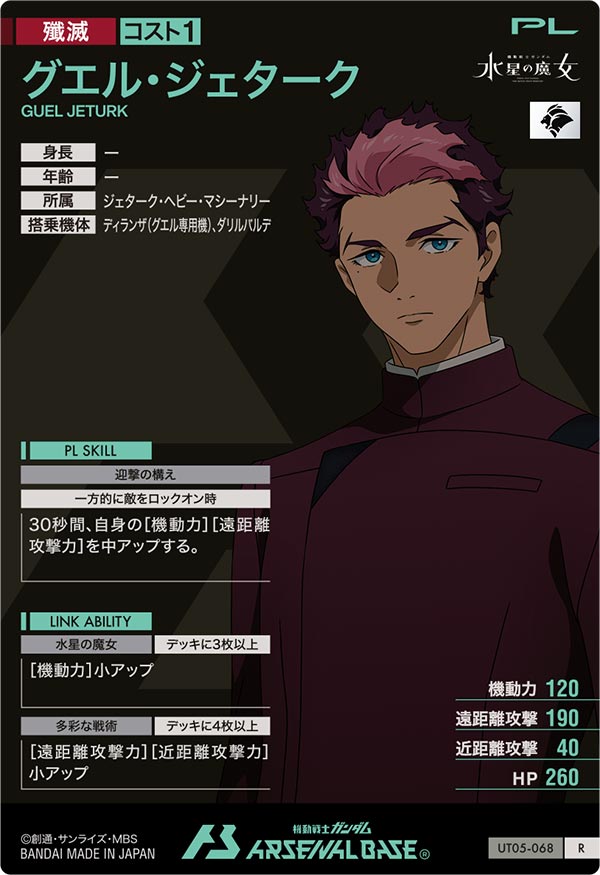 殲滅 コスト1
PL
グエル・ジェターク
GUEL JETURK
機動戦士ガンダム
水星の魔女
身長 ―
年齢 ―
所属 ジェターク・ヘビー・マシーナリー
搭乗機体 ディランザ(グエル専用機)、ダリルバルデ
PL SKILL
迎撃の構え
一方的に敵をロックオン時
30秒間、自身の[機動力][遠距離
攻撃力]を中アップする。
LINK ABILITY
水星の魔女 デッキに3枚以上
[機動力]小アップ
多彩な戦術 デッキに4枚以上
[遠距離攻撃力][近距離攻撃力]
小アップ
機動力 120
遠距離攻撃 190
近距離攻撃 40
HP 260
©創通・サンライズ・MBS
BANDAI MADE IN JAPAN
機動戦士ガンダム
ARSENAL BASE®
UT05-068 R